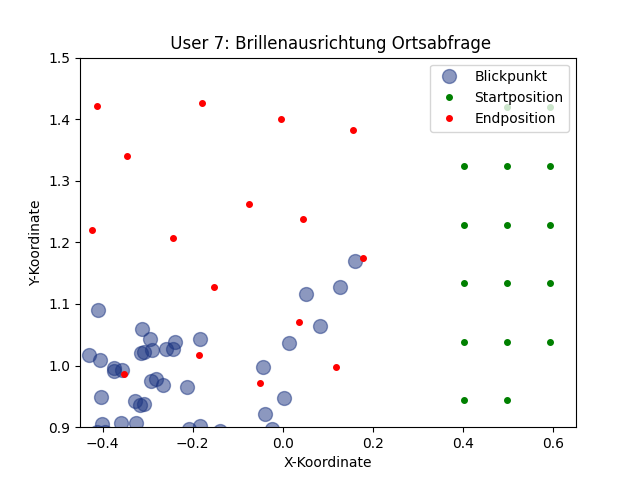 User 7: Brillenausrichtung Ortsabfrage
Blickpunkt
Startposition
Endposition
1.5
1.4
1.3
1.2
1.1
1.0
0.9
Y-Koordinate
−0.4 −0.2 0.0 0.2 0.4 0.6
X-Koordinate